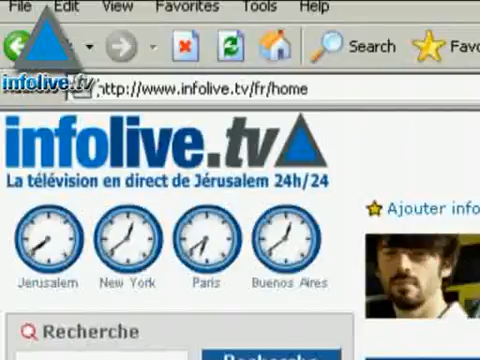 File Edit View Favorites Tools Help
Search
infolive.tv
http://www.infolive.tv/fr/home
infolive.tv
La télévision en direct de Jérusalem 24h/24
Ajouter info
Jerusalem New York Paris Buenos Aires
Recherche
Recherche